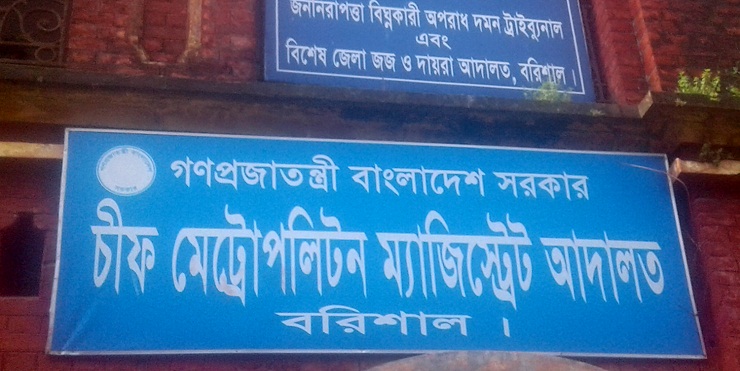 জননিরাপত্তা বিঘ্নকারী অপরাধ দমন ট্রাইব্যুনাল
এবং
বিশেষ জেলা জজ ও দায়রা আদালত, বরিশাল।
গণপ্রজাতন্ত্রী বাংলাদেশ সরকার
চীফ মেট্রোপলিটন ম্যাজিস্ট্রেট আদালত
বরিশাল ।